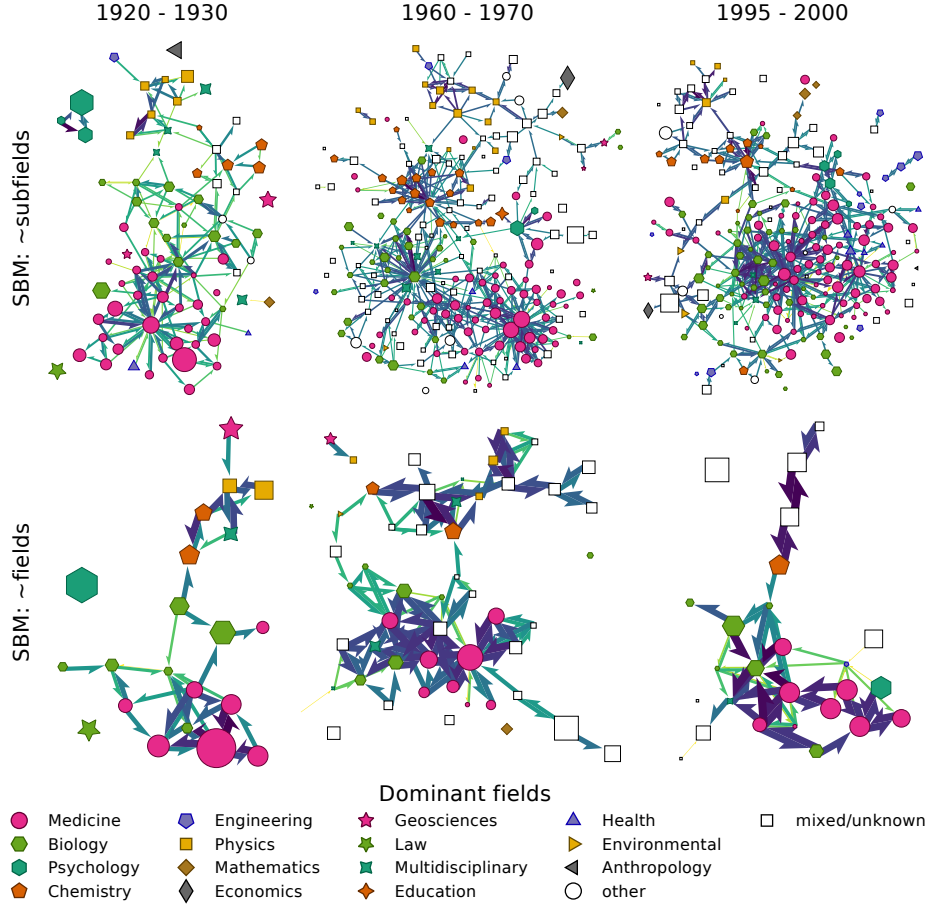 1920 - 1930 1960 - 1970 1995 - 2000
SBM: ~subfields
SBM: ~fields
Dominant fields
Medicine Engineering Geosciences Health mixed/unknown
Biology Physics Law Environmental
Psychology Mathematics Multidisciplinary Anthropology
Chemistry Economics Education other